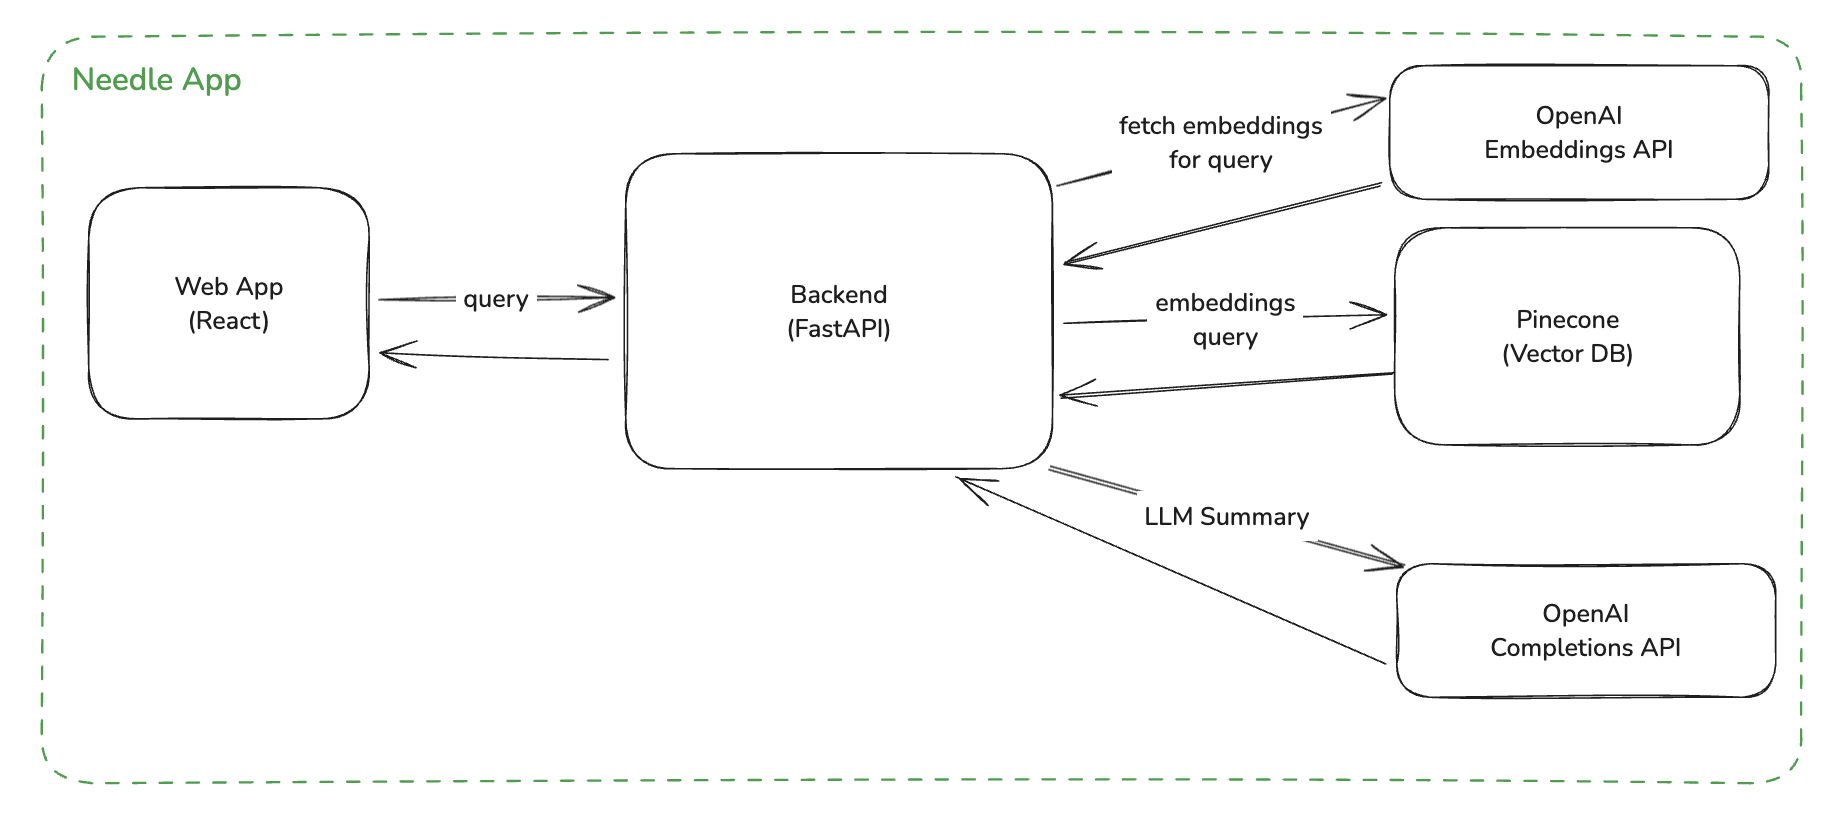 Needle App
Web App
(React)
query
Backend
(FastAPI)
fetch embeddings
for query
OpenAI
Embeddings API
embeddings
query
Pinecone
(Vector DB)
LLM Summary
OpenAI
Completions API